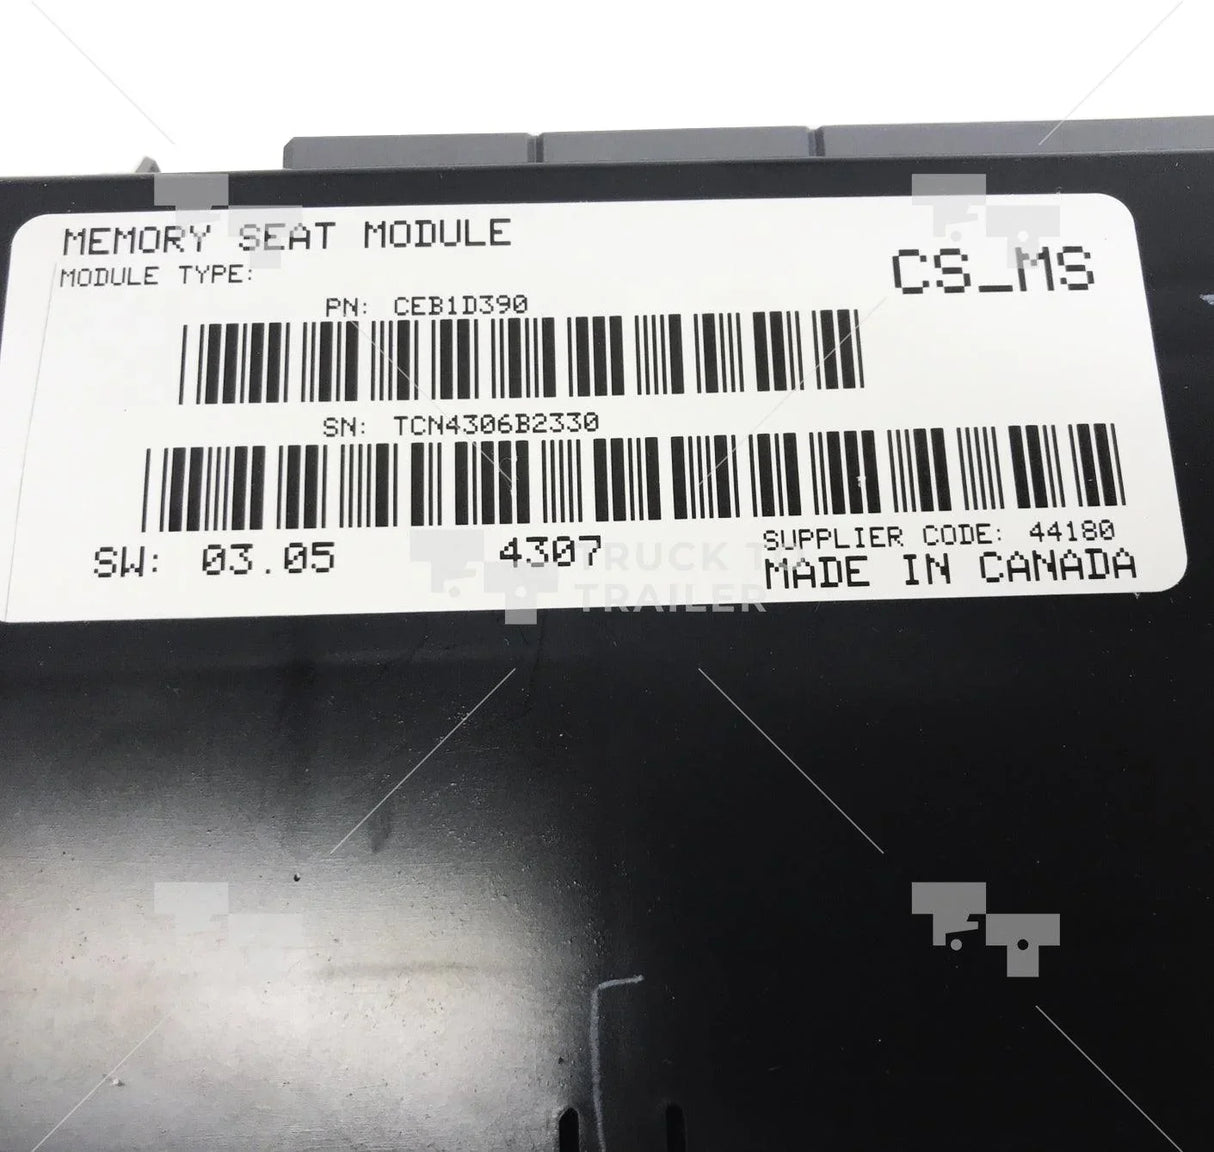 MEMORY SEAT MODULE
MODULE TYPE:
CS_MS
PN: CEB1D390
SN: TCN4306B2330
SW: 03.05
4307
SUPPLIER CODE: 44180
MADE IN CANADA
TRUCK TO
TRAILER